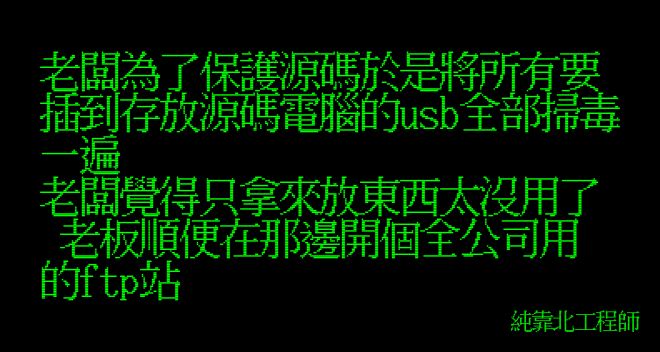 老闆為了保護源碼於是將所有要
插到存放源碼電腦的usb全部掃毒
一遍
老闆覺得只拿來放東西太沒用了
老板順便在那邊開個全公司用
的ftp站
純靠北工程師